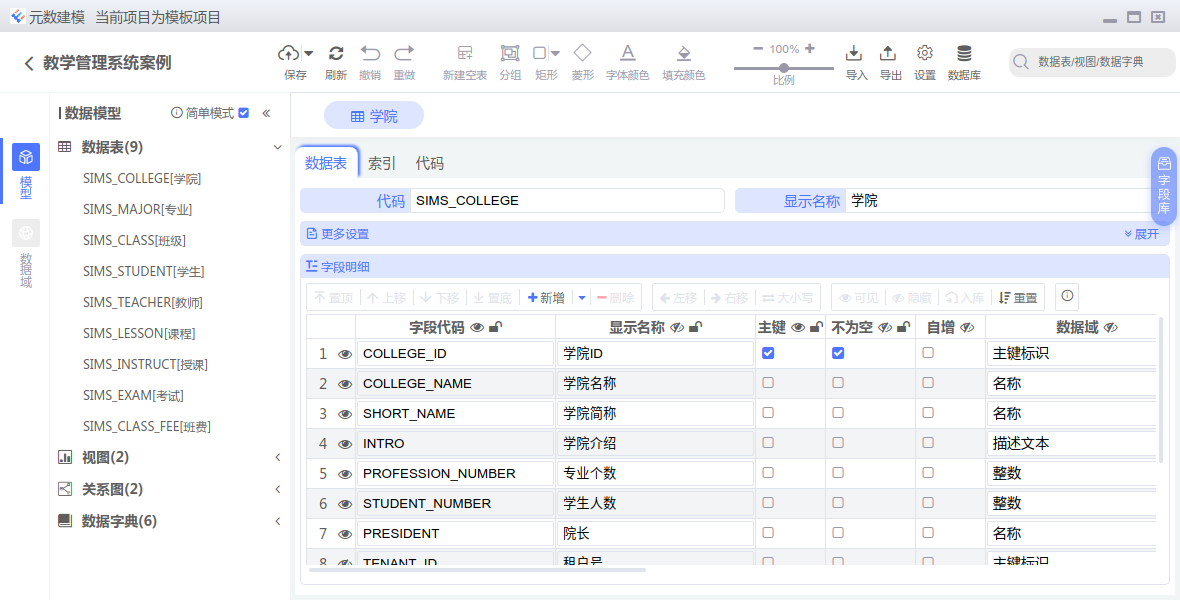 元数建模 当前项目为模板项目
教学管理系统案例
保存 刷新 撤销 重做 新建空表 分组 矩形 菱形 字体颜色 填充颜色
100%
比例
导入 导出 设置 数据库
数据表/视图/数据字典
模型
数据域
数据模型 简单模式
数据表(9)
SIMS_COLLEGE[学院]
SIMS_MAJOR[专业]
SIMS_CLASS[班级]
SIMS_STUDENT[学生]
SIMS_TEACHER[教师]
SIMS_LESSON[课程]
SIMS_INSTRUCT[授课]
SIMS_EXAM[考试]
SIMS_CLASS_FEE[班费]
视图(2)
关系图(2)
数据字典(6)
学院
数据表 索引 代码
代码 SIMS_COLLEGE 显示名称 学院
字段库
更多设置 展开
字段明细
置顶 上移 下移 置底 新增 删除 左移 右移 大小写 可见 隐藏 入库 重置
字段代码 显示名称 主键 不为空 自增 数据域
1 COLLEGE_ID 学院ID 主键标识
2 COLLEGE_NAME 学院名称 名称
3 SHORT_NAME 学院简称 名称
4 INTRO 学院介绍 描述文本
5 PROFESSION_NUMBER 专业个数 整数
6 STUDENT_NUMBER 学生人数 整数
7 PRESIDENT 院长 名称
8 TENANT_ID 租户号 主键标识